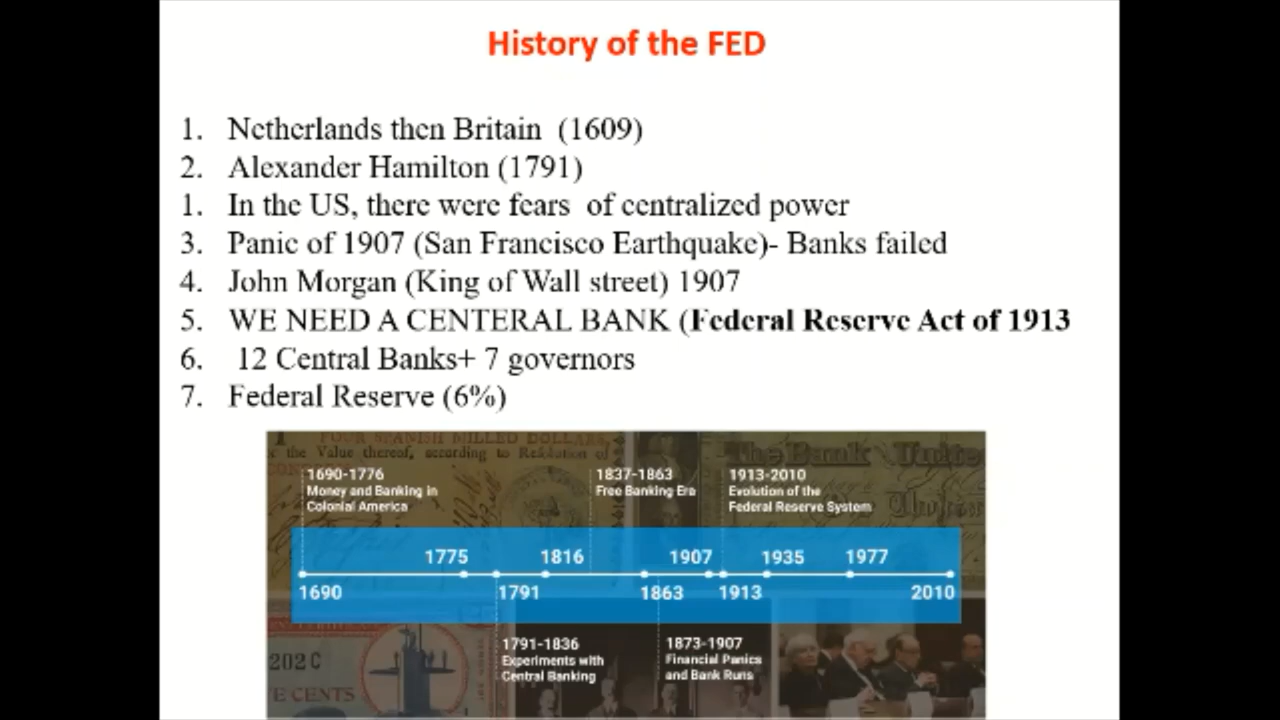 History of the FED
1. Netherlands then Britain (1609)
2. Alexander Hamilton (1791)
1. In the US, there were fears of centralized power
3. Panic of 1907 (San Francisco Earthquake)- Banks failed
4. John Morgan (King of Wall street) 1907
5. WE NEED A CENTERAL BANK (Federal Reserve Act of 1913
6. 12 Central Banks+ 7 governors
7. Federal Reserve (6%)
FOUR SPANISH MILLED DOLLARS,
the Value thereof, according to Resolution of
The Bank Unite
1690-1776
Money and Banking in
Colonial America
1837-1863
Free Banking Era
1913-2010
Evolution of the
Federal Reserve System
1775 1816 1907 1935 1977
1690 1791 1863 1913 2010
1791-1836
Experiments with
Central Banking
1873-1907
Financial Panics
and Bank Runs
202C
E CENTS